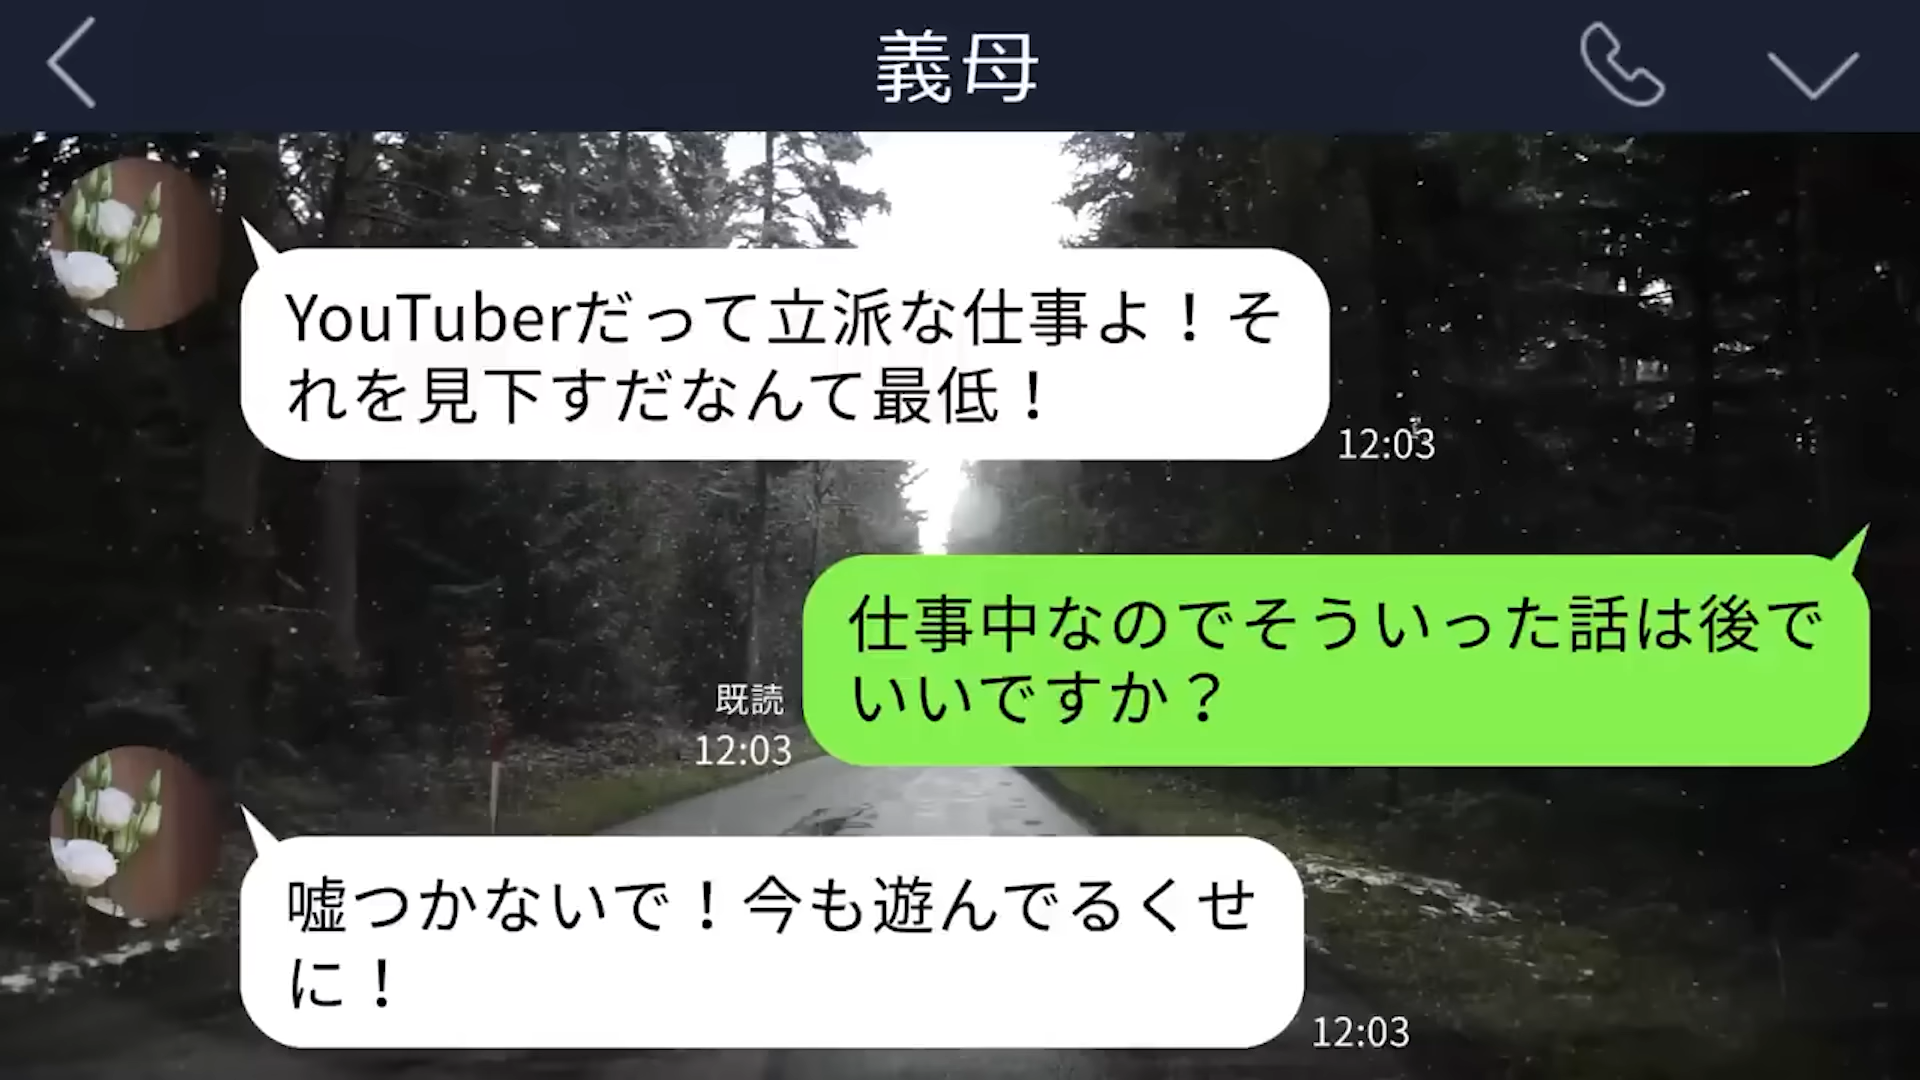 義母
YouTuberだって立派な仕事よ！そ
れを見下すだなんて最低！
12:03
仕事中なのでそういった話は後で
いいですか？
既読
12:03
嘘つかないで！今も遊んでるくせ
に！
12:03